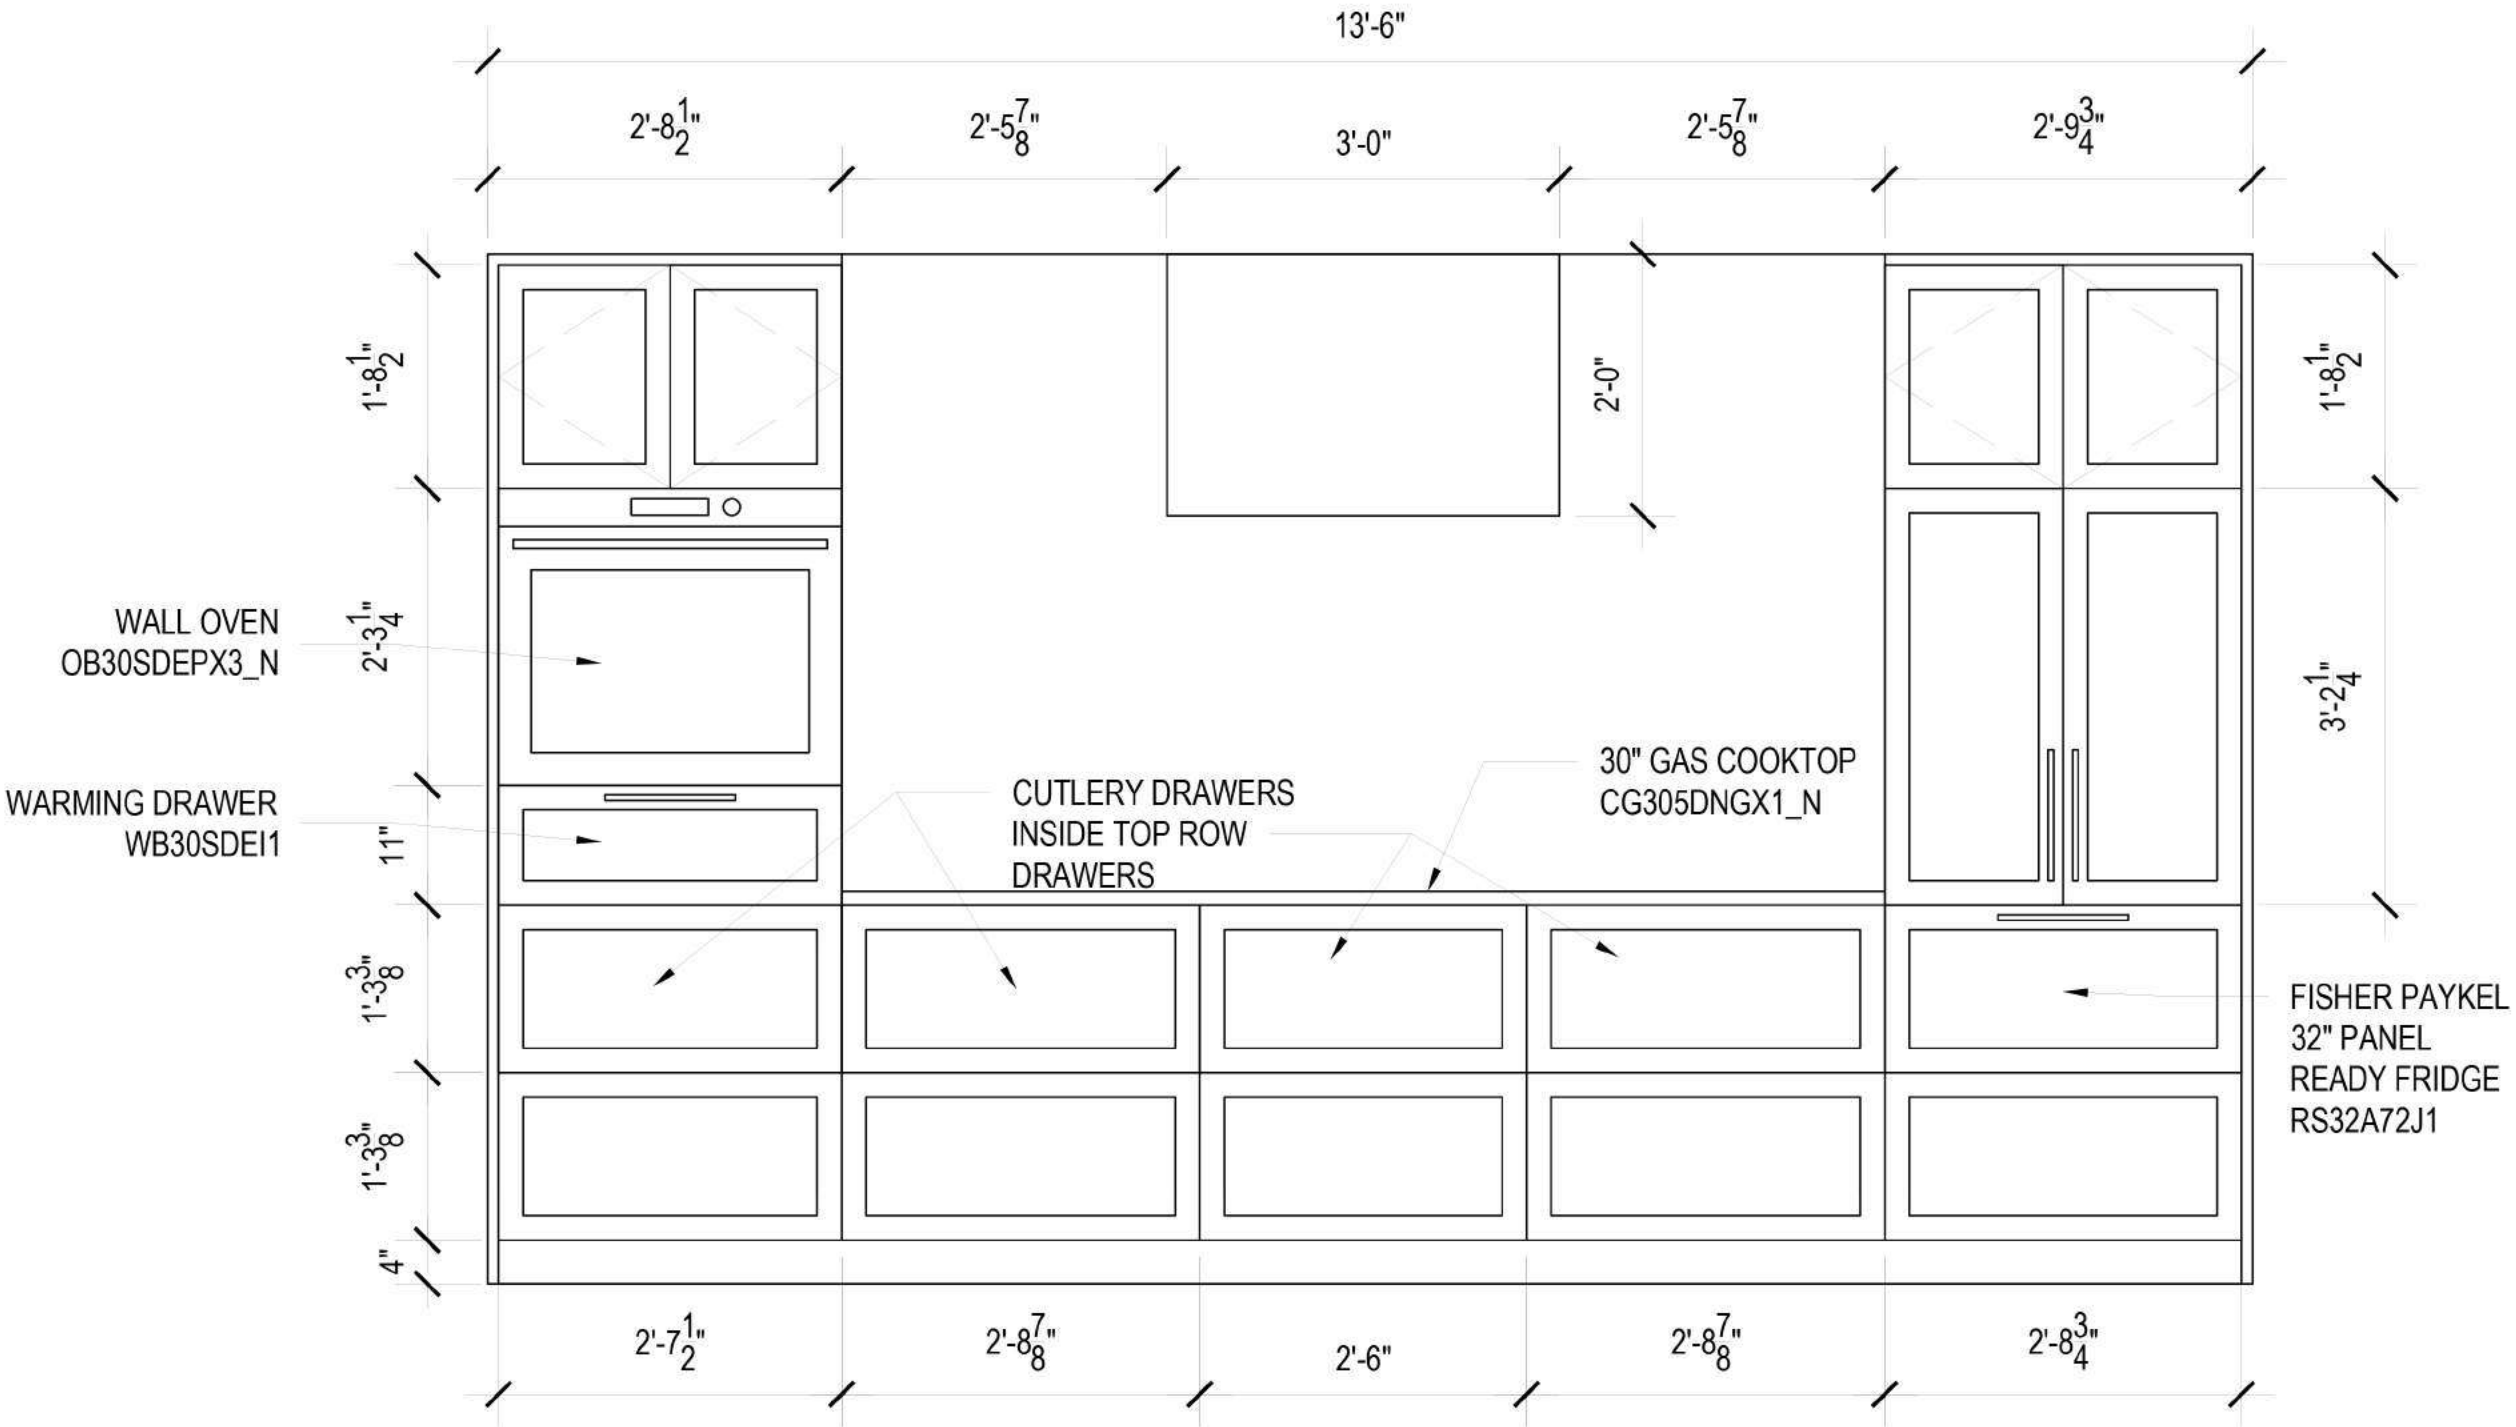 13'-6"
2'-8 1/2"
2'-5 7/8"
3'-0"
2'-5 7/8"
2'-9 3/4"
1'-8 1/2"
2'-0"
1'-8 1/2"
WALL OVEN
OB30SDEPX3_N
2'-3 1/4"
3'-2 1/4"
WARMING DRAWER
WB30SDEI1
11"
CUTLERY DRAWERS
INSIDE TOP ROW
DRAWERS
30" GAS COOKTOP
CG305DNGX1_N
1'-3 3/8"
FISHER PAYKEL
32" PANEL
READY FRIDGE
RS32A72J1
1'-3 3/8"
4"
2'-7 1/2"
2'-8 7/8"
2'-6"
2'-8 7/8"
2'-8 3/4"